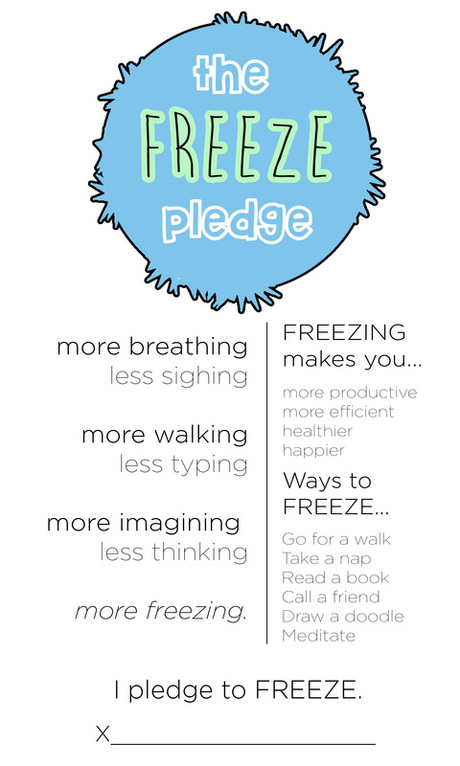 the
FREEZE
pledge
more breathing
less sighing
more walking
less typing
more imagining
less thinking
more freezing.
FREEZING
makes you...
more productive
more efficient
healthier
happier
Ways to
FREEZE...
Go for a walk
Take a nap
Read a book
Call a friend
Draw a doodle
Meditate
I pledge to FREEZE.
X